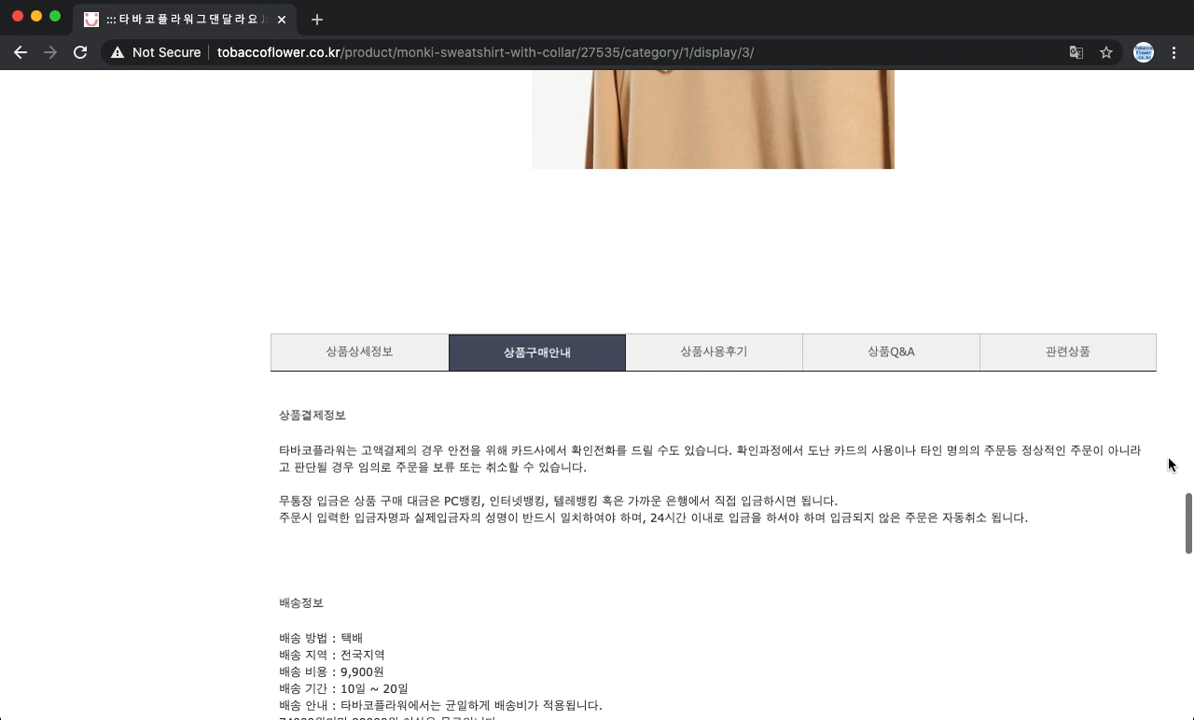 :::타바코플라워그댄달라요
Not Secure
tobaccoflower.co.kr/product/monki-sweatshirt-with-collar/27535/category/1/display/3/
상품상세정보
상품구매안내
상품사용후기
상품Q&A
관련상품
상품결제정보
타바코플라워는 고액결제의 경우 안전을 위해 카드사에서 확인전화를 드릴 수도 있습니다. 확인과정에서 도난 카드의 사용이나 타인 명의의 주문등 정상적인 주문이 아니라
고 판단될 경우 임의로 주문을 보류 또는 취소할 수 있습니다.
무통장 입금은 상품 구매 대금은 PC뱅킹, 인터넷뱅킹, 텔레뱅킹 혹은 가까운 은행에서 직접 입금하시면 됩니다.
주문시 입력한 입금자명과 실제입금자의 성명이 반드시 일치하여야 하며, 24시간 이내로 입금을 하셔야 하며 입금되지 않은 주문은 자동취소 됩니다.
배송정보
배송 방법 : 택배
배송 지역 : 전국지역
배송 비용 : 9,900원
배송 기간 : 10일 ~ 20일
배송 안내 : 타바코플라워에서는 균일하게 배송비가 적용됩니다.